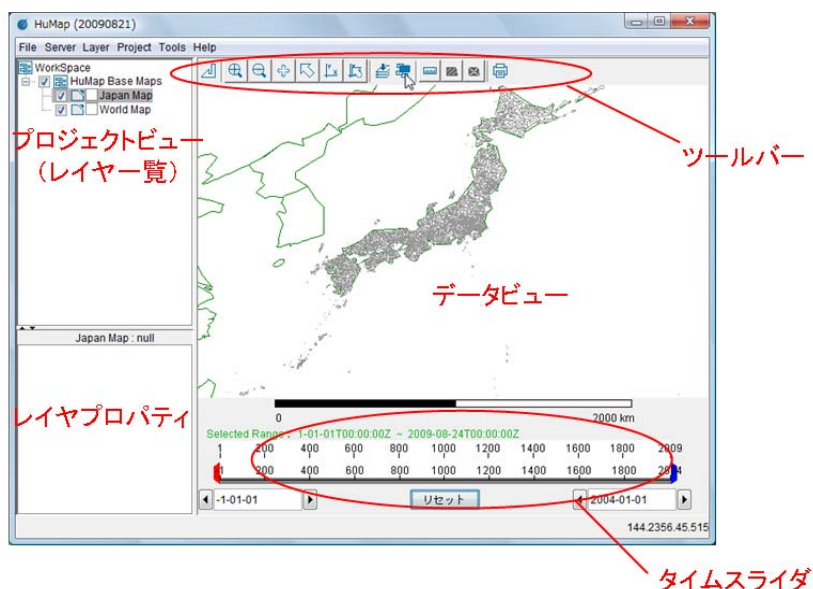 HuMap (20090821)
File Server Layer Project Tools Help
WorkSpace
HuMap Base Maps
Japan Map
World Map
プロジェクトビュー
（レイヤ一覧）
ツールバー
データビュー
Japan Map : null
レイヤプロパティ
0 2000 km
Selected Range : 1-01-01T00:00:00Z ~ 2009-08-24T00:00:00Z
1 200 400 600 800 1000 1200 1400 1600 1800 2009
200 400 600 800 1000 1200 1400 1600 1800
-1-01-01 リセット 2004-01-01
144.2356.45.515
タイムスライダ